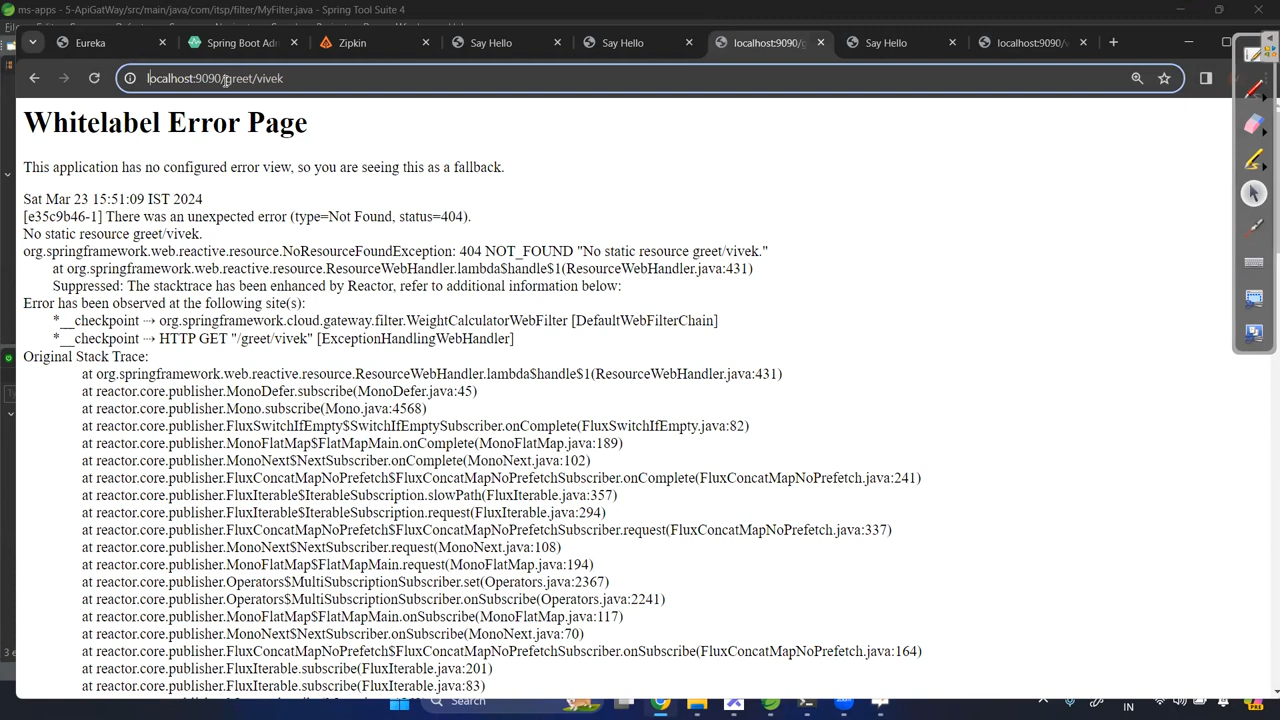 ms-apps - 5-ApiGatWay/src/main/java/com/itsp/filter/MyFilter.java - Spring Tool Suite 4
Eureka
Spring Boot Adr
Zipkin
Say Hello
Say Hello
localhost:9090/g
Say Hello
localhost:9090/
localhost:9090/greet/vivek
Whitelabel Error Page
This application has no configured error view, so you are seeing this as a fallback.
Sat Mar 23 15:51:09 IST 2024
[e35c9b46-1] There was an unexpected error (type=Not Found, status=404).
No static resource greet/vivek.
org.springframework.web.reactive.resource.NoResourceFoundException: 404 NOT_FOUND "No static resource greet/vivek."
at org.springframework.web.reactive.resource.ResourceWebHandler.lambda$handle$1(ResourceWebHandler.java:431)
Suppressed: The stacktrace has been enhanced by Reactor, refer to additional information below:
Error has been observed at the following site(s):
*__checkpoint ⇢ org.springframework.cloud.gateway.filter.WeightCalculatorWebFilter [DefaultWebFilterChain]
*__checkpoint ⇢ HTTP GET "/greet/vivek" [ExceptionHandlingWebHandler]
Original Stack Trace:
at org.springframework.web.reactive.resource.ResourceWebHandler.lambda$handle$1(ResourceWebHandler.java:431)
at reactor.core.publisher.MonoDefer.subscribe(MonoDefer.java:45)
at reactor.core.publisher.Mono.subscribe(Mono.java:4568)
at reactor.core.publisher.FluxSwitchIfEmpty$SwitchIfEmptySubscriber.onComplete(FluxSwitchIfEmpty.java:82)
at reactor.core.publisher.MonoFlatMap$FlatMapMain.onComplete(MonoFlatMap.java:189)
at reactor.core.publisher.MonoNext$NextSubscriber.onComplete(MonoNext.java:102)
at reactor.core.publisher.FluxConcatMapNoPrefetch$FluxConcatMapNoPrefetchSubscriber.onComplete(FluxConcatMapNoPrefetch.java:241)
at reactor.core.publisher.FluxIterable$IterableSubscription.slowPath(FluxIterable.java:357)
at reactor.core.publisher.FluxIterable$IterableSubscription.request(FluxIterable.java:294)
at reactor.core.publisher.FluxConcatMapNoPrefetch$FluxConcatMapNoPrefetchSubscriber.request(FluxConcatMapNoPrefetch.java:337)
at reactor.core.publisher.MonoNext$NextSubscriber.request(MonoNext.java:108)
at reactor.core.publisher.MonoFlatMap$FlatMapMain.request(MonoFlatMap.java:194)
at reactor.core.publisher.Operators$MultiSubscriptionSubscriber.set(Operators.java:2367)
at reactor.core.publisher.Operators$MultiSubscriptionSubscriber.onSubscribe(Operators.java:2241)
at reactor.core.publisher.MonoFlatMap$FlatMapMain.onSubscribe(MonoFlatMap.java:117)
at reactor.core.publisher.MonoNext$NextSubscriber.onSubscribe(MonoNext.java:70)
at reactor.core.publisher.FluxConcatMapNoPrefetch$FluxConcatMapNoPrefetchSubscriber.onSubscribe(FluxConcatMapNoPrefetch.java:164)
at reactor.core.publisher.FluxIterable.subscribe(FluxIterable.java:201)
at reactor.core.publisher.FluxIterable.subscribe(FluxIterable.java:83)
Search
IN